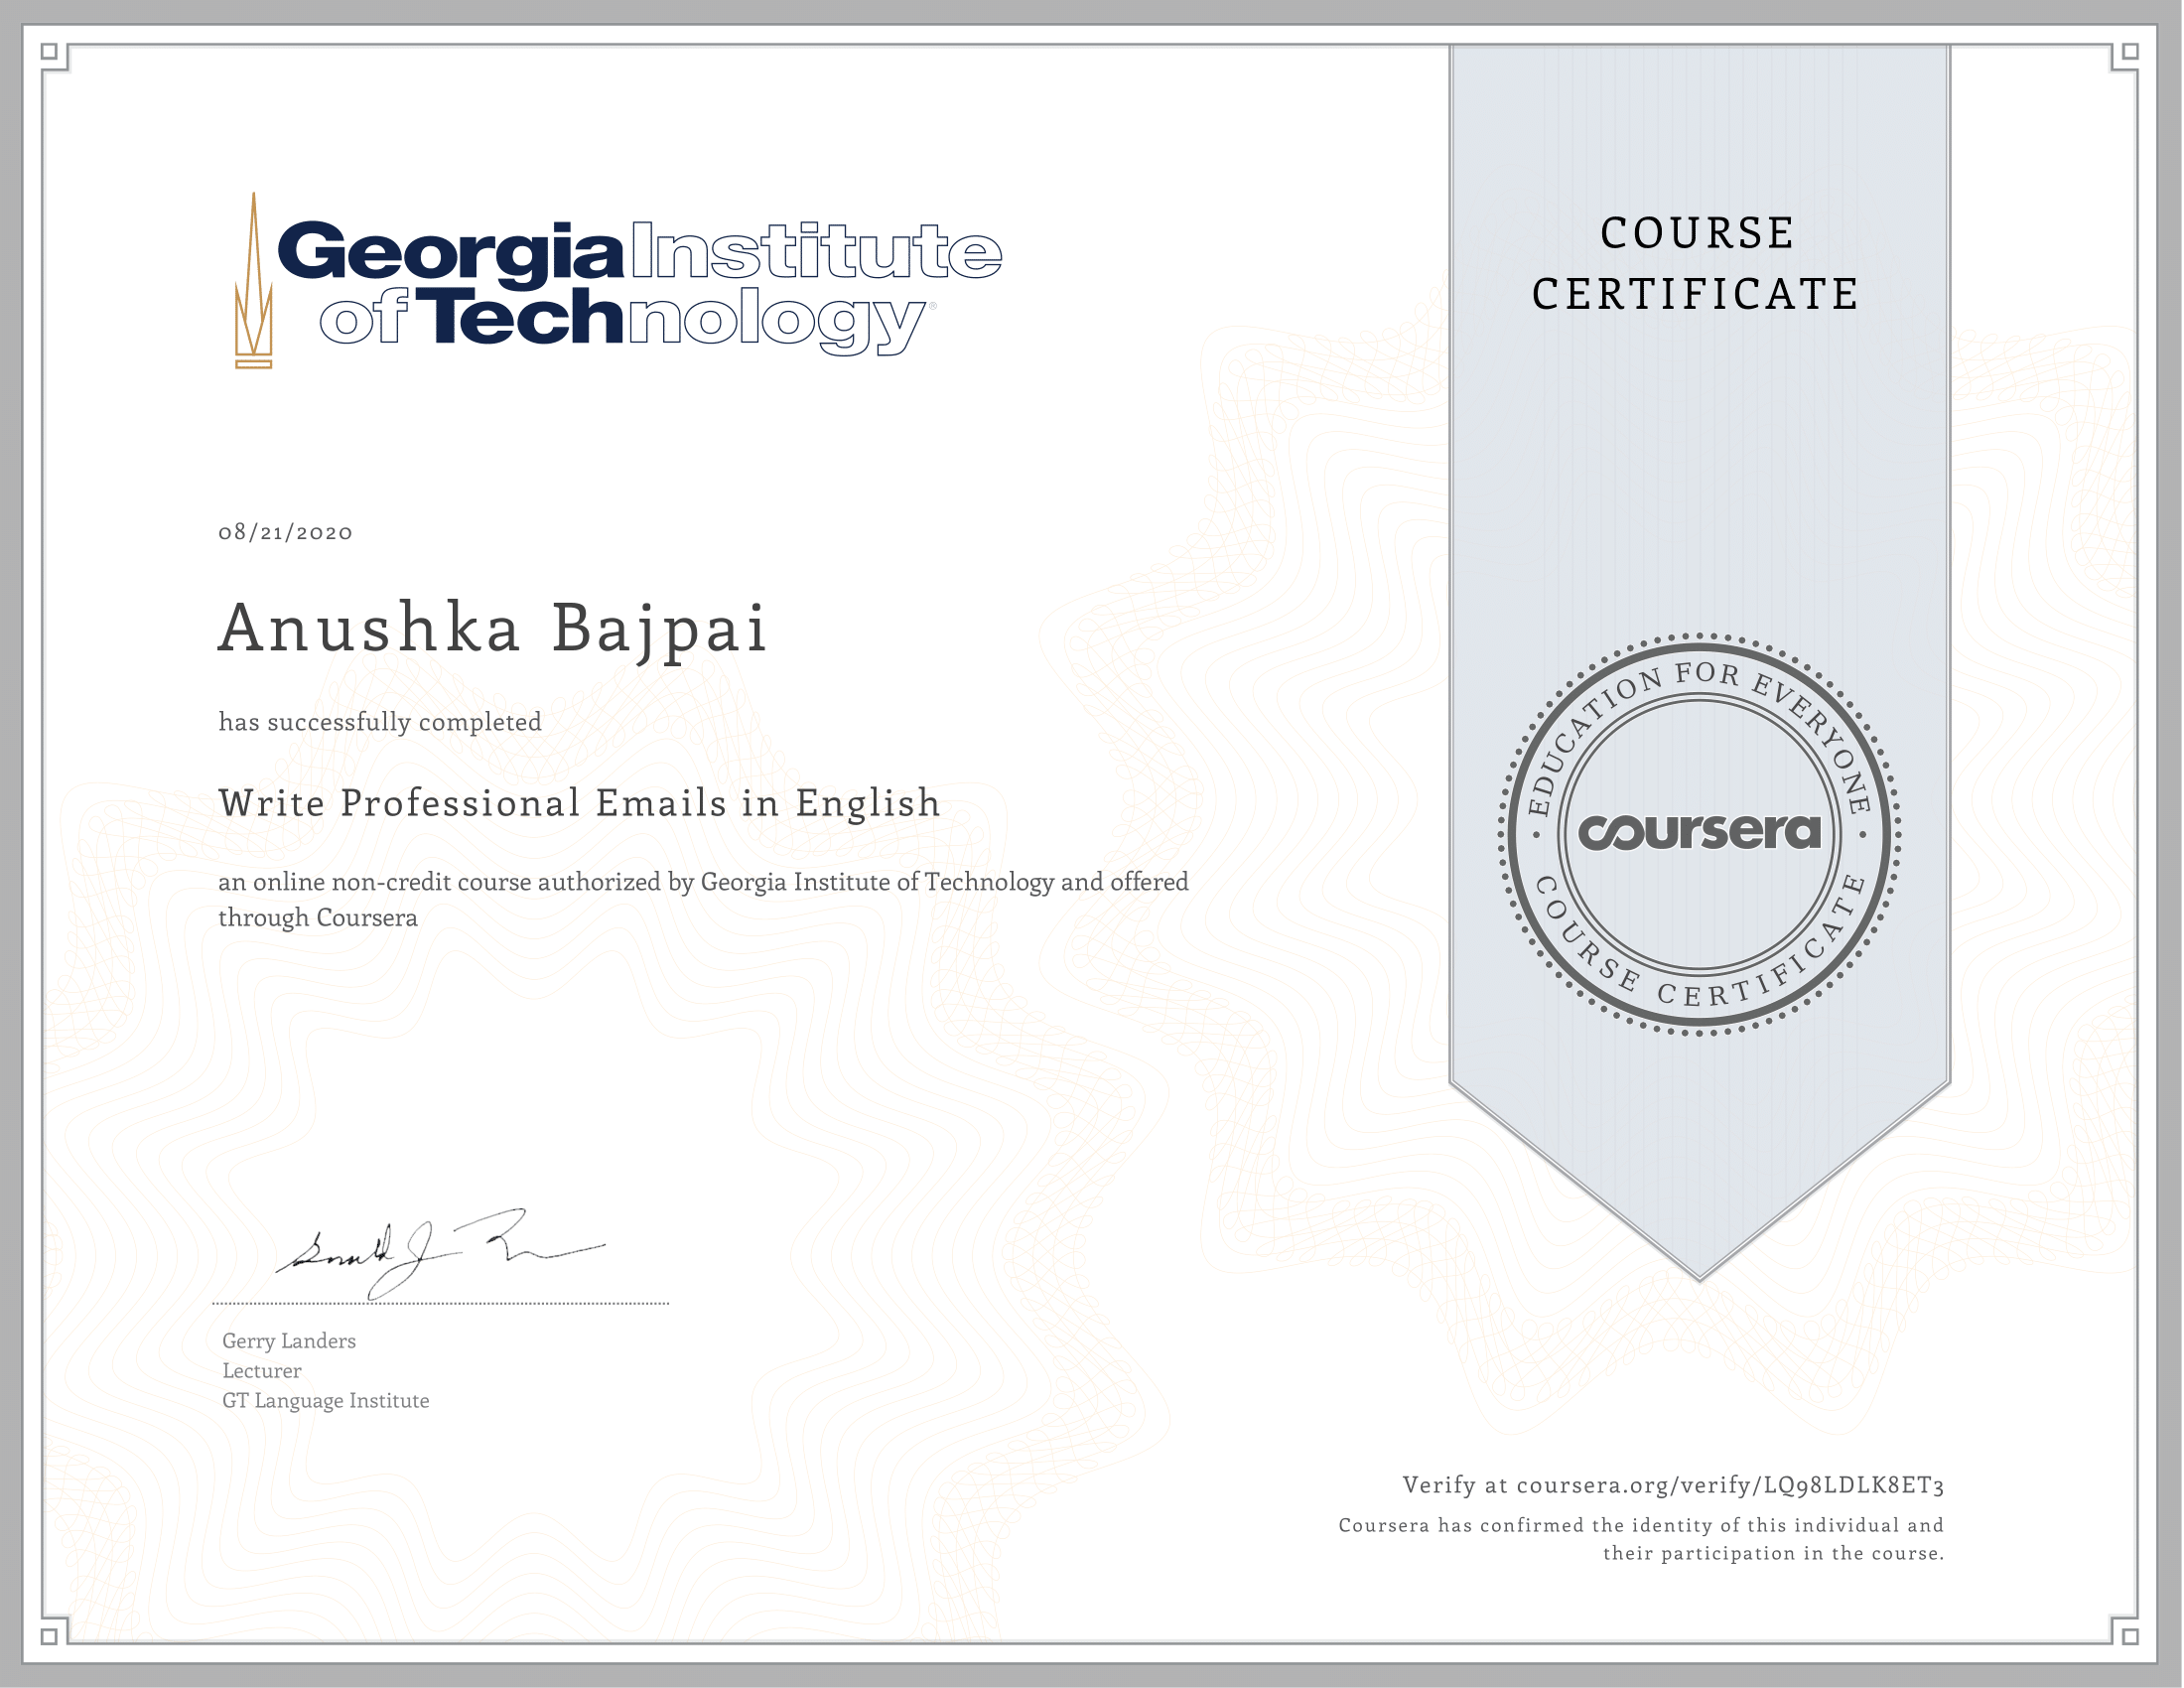 Georgia Institute
of Technology®
COURSE
CERTIFICATE
08/21/2020
Anushka Bajpai
has successfully completed
Write Professional Emails in English
an online non-credit course authorized by Georgia Institute of Technology and offered
through Coursera
EDUCATION FOR EVERYONE
coursera
COURSE CERTIFICATE
Gerry Landers
Lecturer
GT Language Institute
Verify at coursera.org/verify/LQ98LDLK8ET3
Coursera has confirmed the identity of this individual and
their participation in the course.